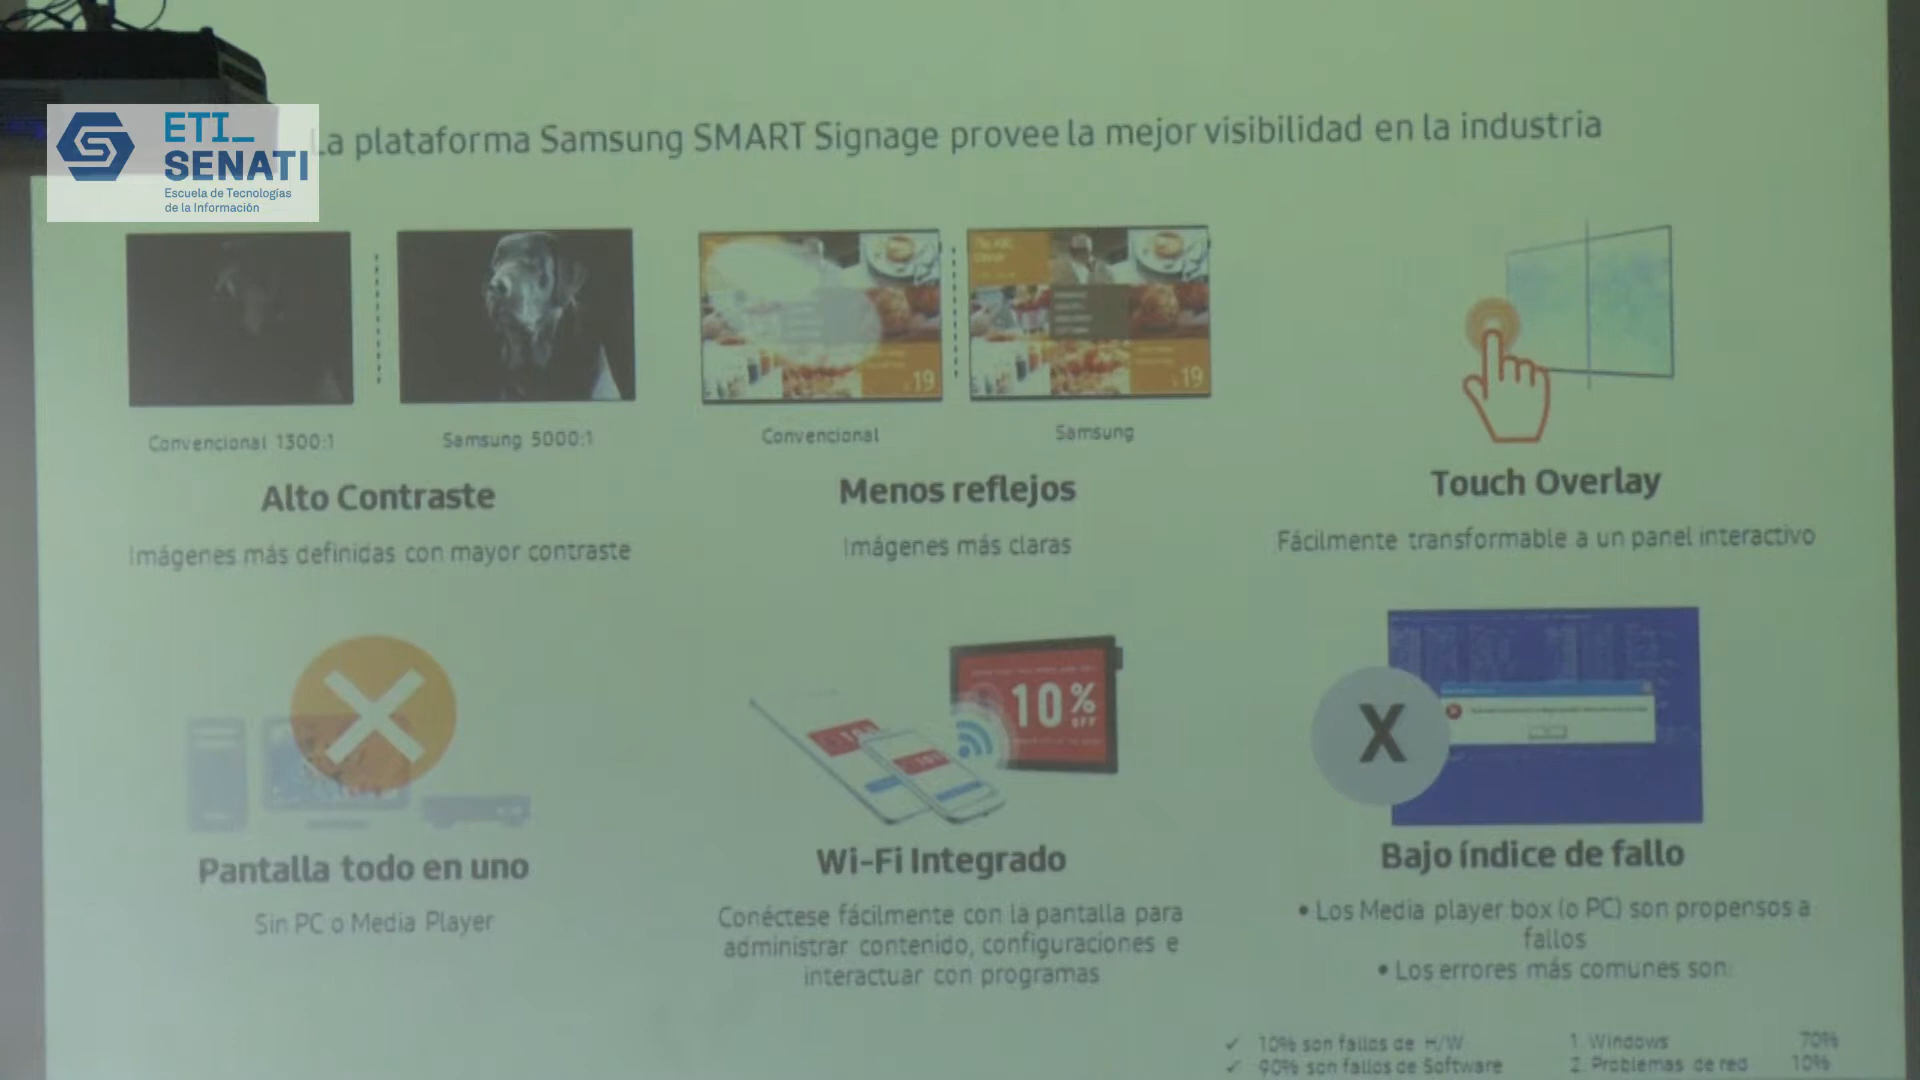 ETI_
SENATI
Escuela de Tecnologías
de la Información
La plataforma Samsung SMART Signage provee la mejor visibilidad en la industria
Convencional 1300:1
Samsung 5000:1
Alto Contraste
Imágenes más definidas con mayor contraste
19
Convencional
19
Samsung
Menos reflejos
Imágenes más claras
Touch Overlay
Fácilmente transformable a un panel interactivo
Pantalla todo en uno
Sin PC o Media Player
10%
OFF
Wi-Fi Integrado
Conéctese fácilmente con la pantalla para
administrar contenido, configuraciones e
interactuar con programas
X
Bajo índice de fallo
• Los Media player box (o PC) son propensos a
fallos
• Los errores más comunes son:
✓ 10% son fallos de H/W
✓ 90% son fallos de Software
1. Windows 70%
2. Problemas de red 10%